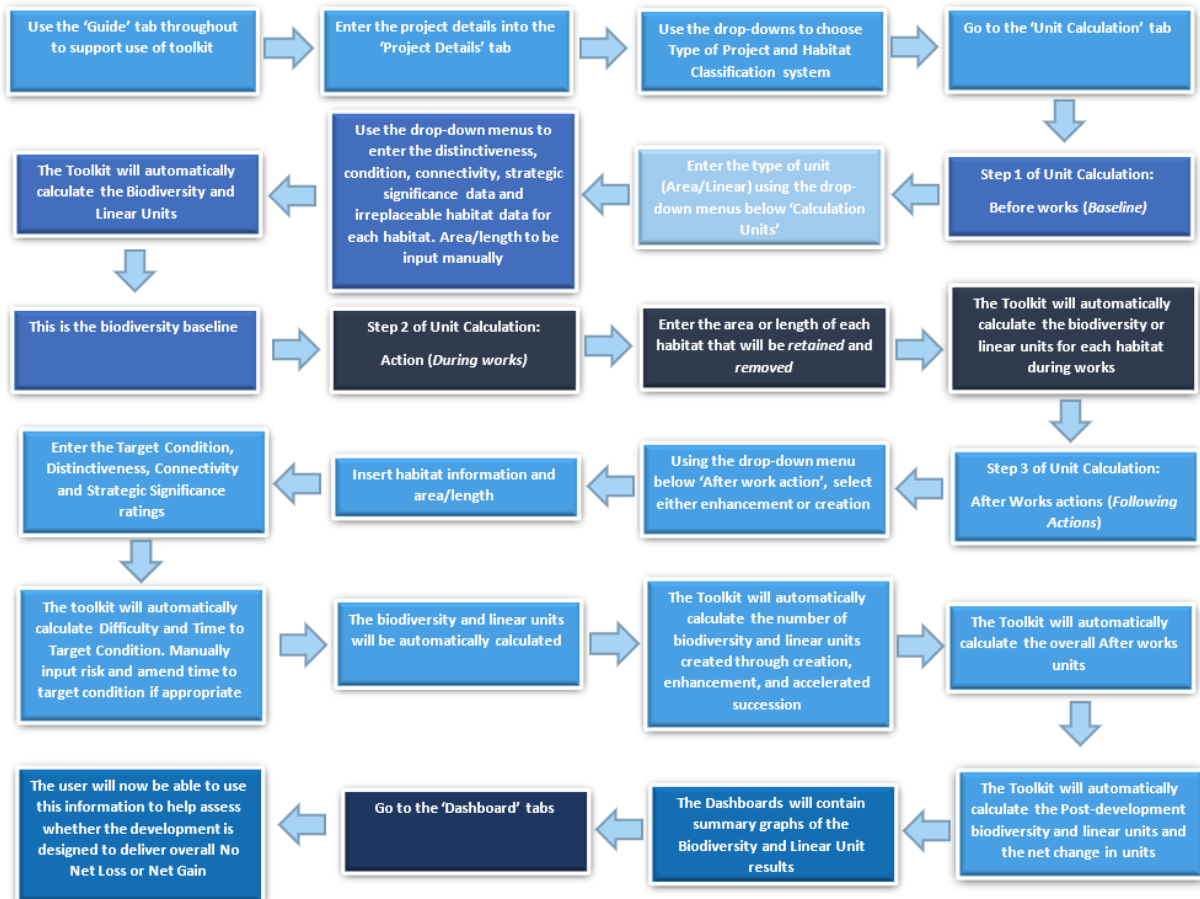 Use the ‘Guide’ tab throughout
to support use of toolkit
Enter the project details into the
‘Project Details’ tab
Use the drop-downs to choose
Type of Project and Habitat
Classification system
Go to the ‘Unit Calculation’ tab
Step 1 of Unit Calculation:
Before works (Baseline)
Enter the type of unit
(Area/Linear) using the drop-
down menus below ‘Calculation
Units’
Use the drop-down menus to
enter the distinctiveness,
condition, connectivity, strategic
significance data and
irreplaceable habitat data for
each habitat. Area/length to be
input manually
The Toolkit will automatically
calculate the Biodiversity and
Linear Units
This is the biodiversity baseline
Step 2 of Unit Calculation:
Action (During works)
Enter the area or length of each
habitat that will be retained and
removed
The Toolkit will automatically
calculate the biodiversity or
linear units for each habitat
during works
Step 3 of Unit Calculation:
After Works actions (Following
Actions)
Using the drop-down menu
below ‘After work action’, select
either enhancement or creation
Insert habitat information and
area/length
Enter the Target Condition,
Distinctiveness, Connectivity
and Strategic Significance
ratings
The toolkit will automatically
calculate Difficulty and Time to
Target Condition. Manually
input risk and amend time to
target condition if appropriate
The biodiversity and linear units
will be automatically calculated
The Toolkit will automatically
calculate the number of
biodiversity and linear units
created through creation,
enhancement, and accelerated
succession
The Toolkit will automatically
calculate the overall After works
units
The Toolkit will automatically
calculate the Post-development
biodiversity and linear units and
the net change in units
The Dashboards will contain
summary graphs of the
Biodiversity and Linear Unit
results
Go to the ‘Dashboard’ tabs
The user will now be able to use
this information to help assess
whether the development is
designed to deliver overall No
Net Loss or Net Gain